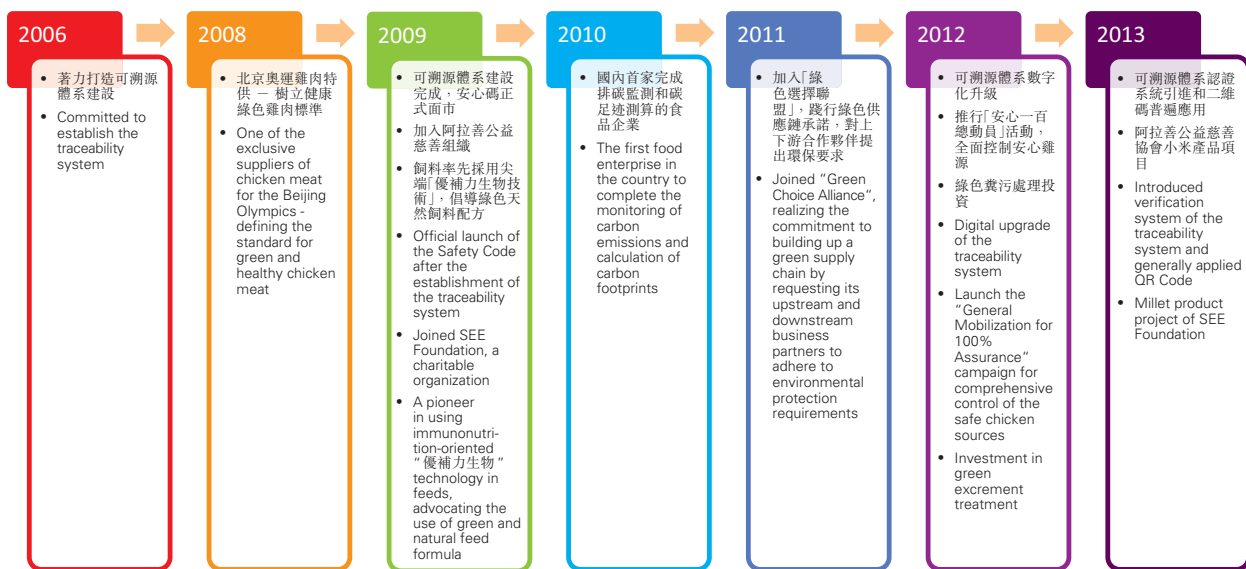 2006
著力打造可溯源
體系建設
Committed to
establish the
traceability
system
2008
北京奧運雞肉特
供 － 樹立健康
綠色雞肉標準
One of the
exclusive
suppliers of
chicken meat
for the Beijing
Olympics -
defining the
standard for
green and
healthy chicken
meat
2009
可溯源體系建設
完成，安心碼正
式面市
加入阿拉善公益
慈善組織
飼料率先採用尖
端「優補力生物技
術」，倡導綠色天
然飼料配方
Official launch of
the Safety Code
after the
establishment of
the traceability
system
Joined SEE
Foundation, a
charitable
organization
A pioneer
in using
immunonutri-
tion-oriented
“優補力生物”
technology in
feeds,
advocating the
use of green and
natural feed
formula
2010
國內首家完成
排碳監測和碳
足迹測算的食
品企業
The first food
enterprise in
the country to
complete the
monitoring of
carbon
emissions and
calculation of
carbon
footprints
2011
加入「綠
色選擇聯
盟」，踐行綠色供
應鏈承諾，對上
下游合作夥伴提
出環保要求
Joined “Green
Choice Alliance”,
realizing the
commitment to
building up a
green supply
chain by
requesting its
upstream and
downstream
business
partners to
adhere to
environmental
protection
requirements
2012
可溯源體系數字
化升級
推行「安心一百
總動員」活動，
全面控制安心雞
源
綠色糞污處理投
資
Digital upgrade
of the
traceability
system
Launch the
“General
Mobilization for
100%
Assurance”
campaign for
comprehensive
control of the
safe chicken
sources
Investment in
green
excrement
treatment
2013
可溯源體系認證
系統引進和二維
碼普遍應用
阿拉善公益慈善
協會小米產品項
目
Introduced
verification
system of the
traceability
system and
generally applied
QR Code
Millet product
project of SEE
Foundation